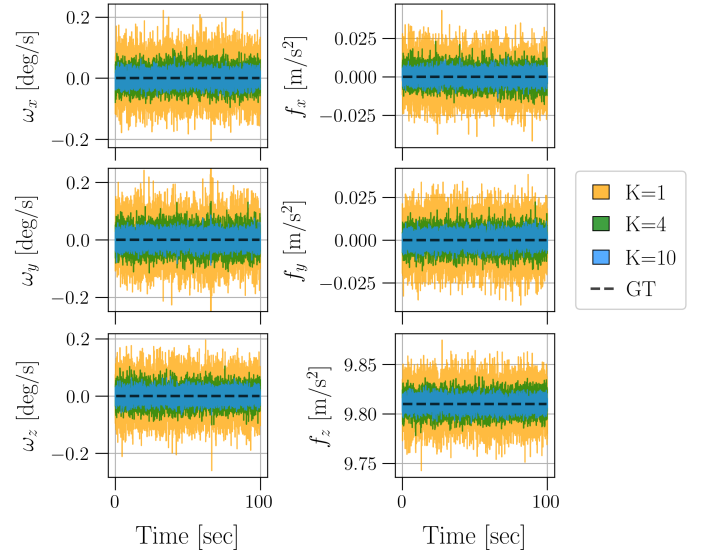 ωx [deg/s]
0.2
0.0
−0.2
fx [m/s²]
0.025
0.000
−0.025
ωy [deg/s]
0.2
0.0
−0.2
fy [m/s²]
0.025
0.000
−0.025
ωz [deg/s]
0.2
0.0
−0.2
0
100
Time [sec]
fz [m/s²]
9.85
9.80
9.75
0
100
Time [sec]
K=1
K=4
K=10
GT